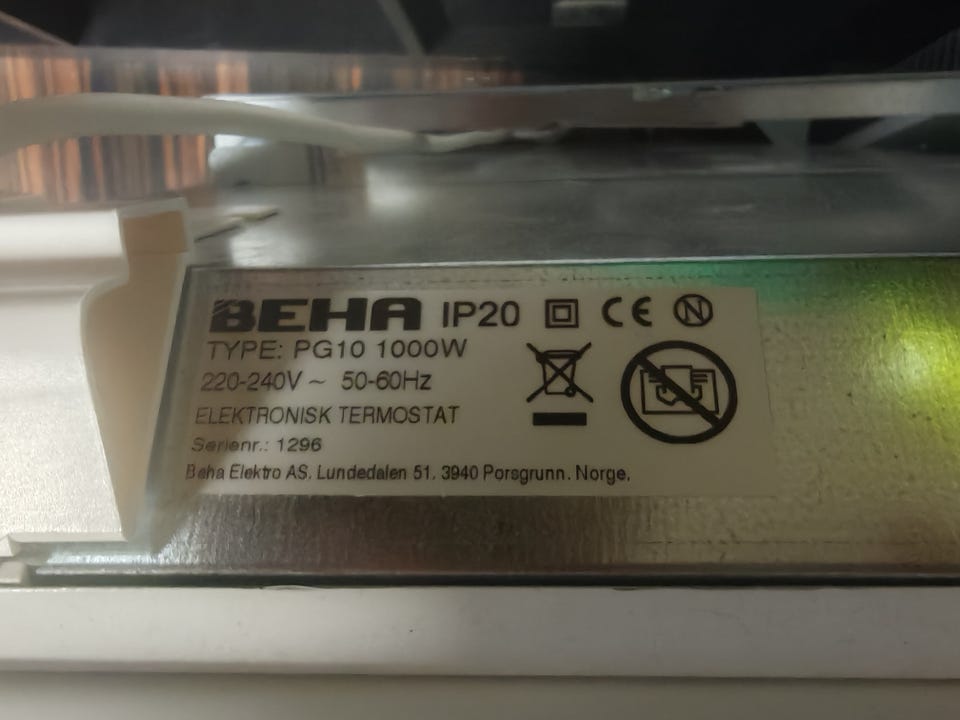 BEHA IP20 CE N
TYPE: PG10 1000W
220-240V ~ 50-60Hz
ELEKTRONISK TERMOSTAT
Serienr.: 1296
Beha Elektro AS. Lundedalen 51. 3940 Porsgrunn. Norge.